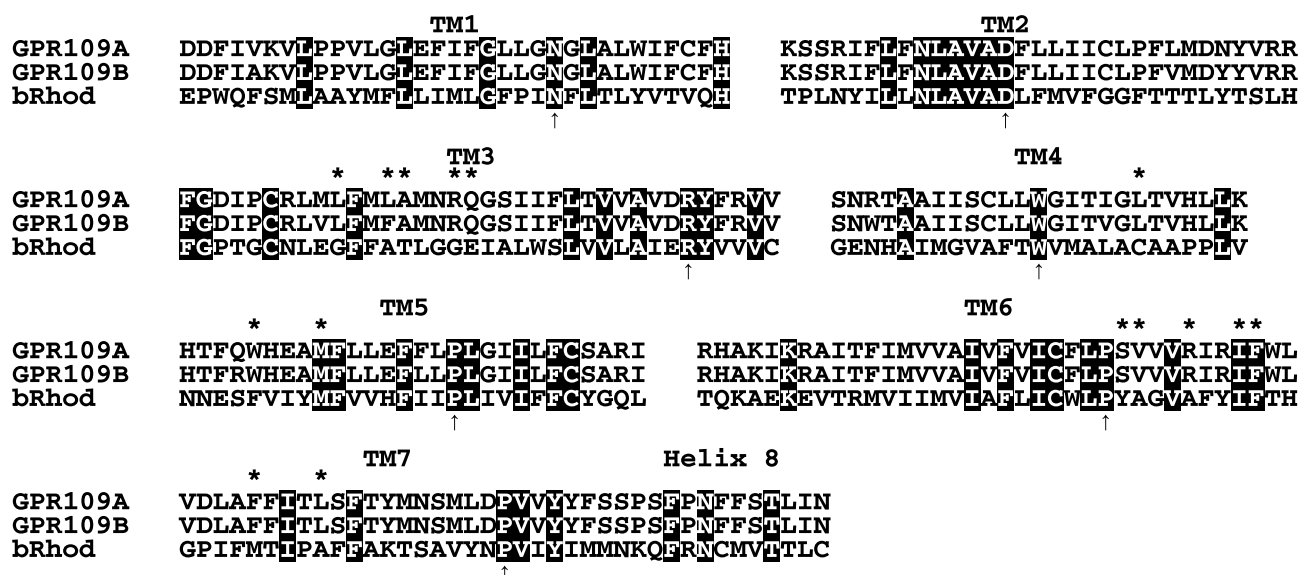 TM1 TM2
GPR109A DDFIVKVLPPVLGLEFIFGLLGNGLALWIFCFH KSSRIFLFNLAVADFLLIICLPFLMDNYVRR
GPR109B DDFIAKVLPPVLGLEFIFGLLGNGLALWIFCFH KSSRIFLFNLAVADFLLIICLPFVMDYYVRR
bRhod EPWQFSMLAAYMFLLIMLGFPINFLTLYVTVQH TPLNYILLNLAVADLFMVFGGFTTTLYTSLH
↑ ↑
TM3 TM4
* ** ** *
GPR109A FGDIPCRLMLFMLAMNRQGSIIFLTVVAVDRYFRVV SNRTAAIISCLLWGITIGLTVHLLK
GPR109B FGDIPCRLVLFMFAMNRQGSIIFLTVVAVDRYFRVV SNWTAAIISCLLWGITVGLTVHLLK
bRhod FGPTGCNLEGFFATLGGEIALWSLVVLAIERYVVVC GENHAIMGVAFTWVMALACAAPPLV
↑ ↑
TM5 TM6
* * ** * **
GPR109A HTFQWHEAMFLLEFFLPLGIILFCSARI RHAKIKRAITFIMVVAIVFVICFLPSVVVRIRIFWL
GPR109B HTFRWHEAMFLLEFLLPLGIILFCSARI RHAKIKRAITFIMVVAIVFVICFLPSVVVRIRIFWL
bRhod NNESFVIYMFVVHFIIPLIVIFFCYGQL TQKAEKEVTRMVIIMVIAFLICWLPYAGVAFYIFTH
↑ ↑
TM7 Helix 8
* *
GPR109A VDLAFFITLSFTYMNSMLDPVVYYFSSPSFPNFFSTLIN
GPR109B VDLAFFITLSFTYMNSMLDPVVYYFSSPSFPNFFSTLIN
bRhod GPIFMTIPAFFAKTSAVYNPVIYIMMNKQFRNCMVTTLC
↑